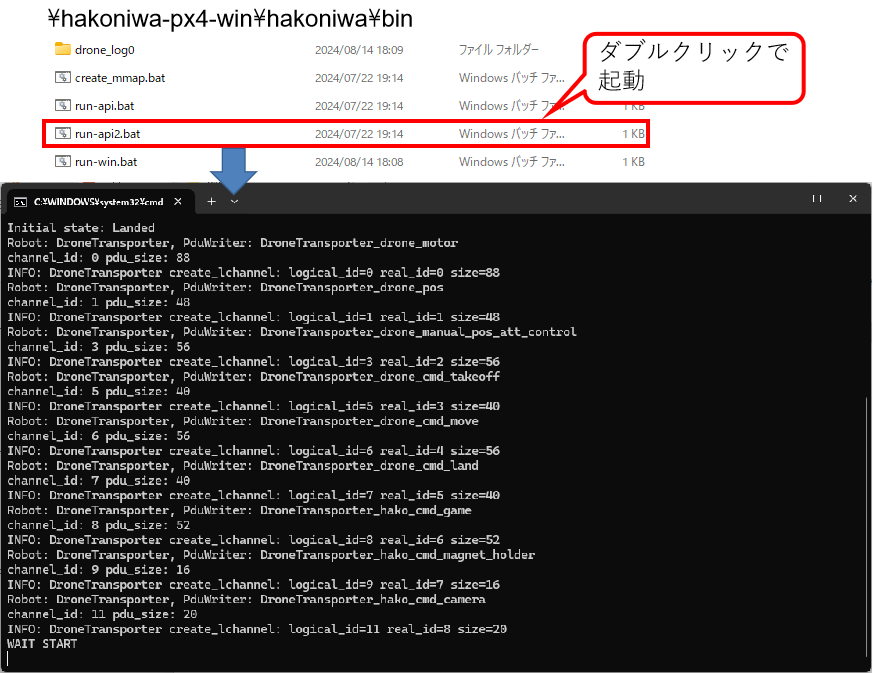 ¥hakoniwa-px4-win¥hakoniwa¥bin
drone_log0 2024/08/14 18:09 ファイル フォルダー
create_mmap.bat 2024/07/22 19:14 Windows バッチ ファ...
run-api.bat 2024/07/22 19:14 Windows バッチ ファ... 1 KB
run-api2.bat 2024/07/22 19:14 Windows バッチ ファ... 1 KB
run-win.bat 2024/08/14 18:08 Windows バッチ ファ... 1 KB
ダブルクリックで
起動
C:¥WINDOWS¥system32¥cmd
Initial state: Landed
Robot: DroneTransporter, PduWriter: DroneTransporter_drone_motor
channel_id: 0 pdu_size: 88
INFO: DroneTransporter create_lchannel: logical_id=0 real_id=0 size=88
Robot: DroneTransporter, PduWriter: DroneTransporter_drone_pos
channel_id: 1 pdu_size: 48
INFO: DroneTransporter create_lchannel: logical_id=1 real_id=1 size=48
Robot: DroneTransporter, PduWriter: DroneTransporter_drone_manual_pos_att_control
channel_id: 3 pdu_size: 56
INFO: DroneTransporter create_lchannel: logical_id=3 real_id=2 size=56
Robot: DroneTransporter, PduWriter: DroneTransporter_drone_cmd_takeoff
channel_id: 5 pdu_size: 40
INFO: DroneTransporter create_lchannel: logical_id=5 real_id=3 size=40
Robot: DroneTransporter, PduWriter: DroneTransporter_drone_cmd_move
channel_id: 6 pdu_size: 56
INFO: DroneTransporter create_lchannel: logical_id=6 real_id=4 size=56
Robot: DroneTransporter, PduWriter: DroneTransporter_drone_cmd_land
channel_id: 7 pdu_size: 40
INFO: DroneTransporter create_lchannel: logical_id=7 real_id=5 size=40
Robot: DroneTransporter, PduWriter: DroneTransporter_hako_cmd_game
channel_id: 8 pdu_size: 52
INFO: DroneTransporter create_lchannel: logical_id=8 real_id=6 size=52
Robot: DroneTransporter, PduWriter: DroneTransporter_hako_cmd_magnet_holder
channel_id: 9 pdu_size: 16
INFO: DroneTransporter create_lchannel: logical_id=9 real_id=7 size=16
Robot: DroneTransporter, PduWriter: DroneTransporter_hako_cmd_camera
channel_id: 11 pdu_size: 20
INFO: DroneTransporter create_lchannel: logical_id=11 real_id=8 size=20
WAIT START